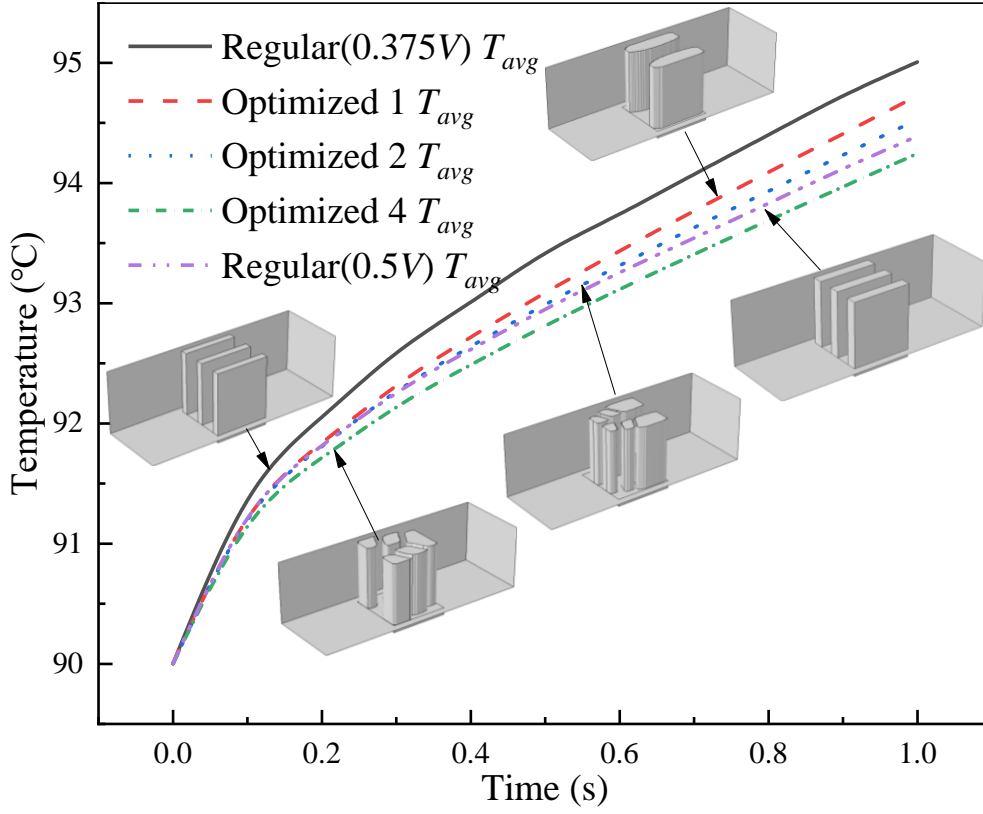 Regular(0.375V) Tavg
Optimized 1 Tavg
Optimized 2 Tavg
Optimized 4 Tavg
Regular(0.5V) Tavg
Temperature (℃)
95
94
93
92
91
90
0.0 0.2 0.4 0.6 0.8 1.0
Time (s)